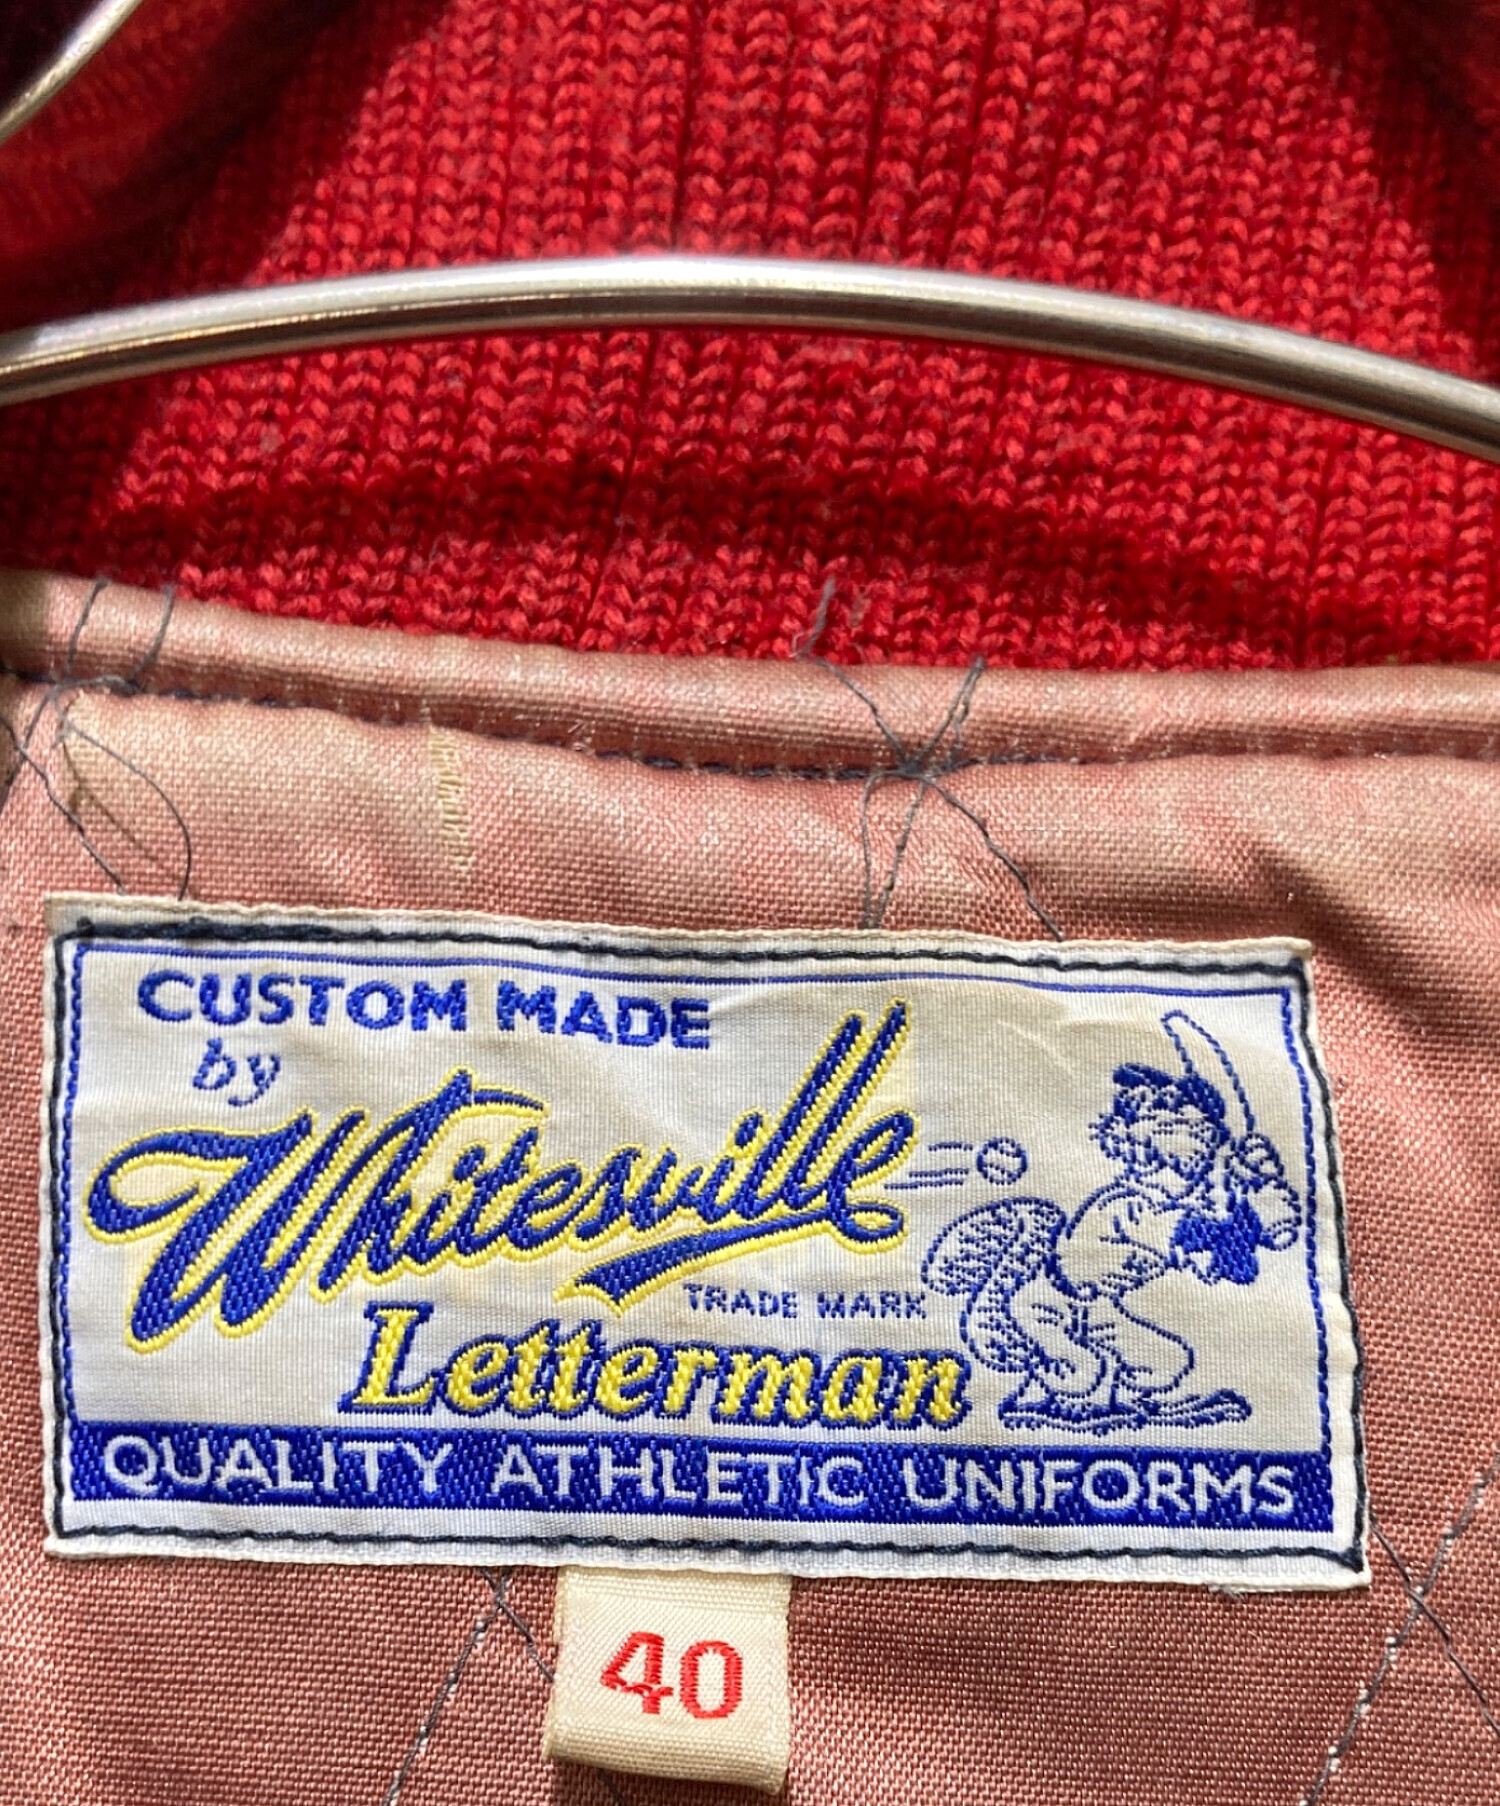 CUSTOM MADE
by
Whitesville
TRADE MARK
Letterman
QUALITY ATHLETIC UNIFORMS
40